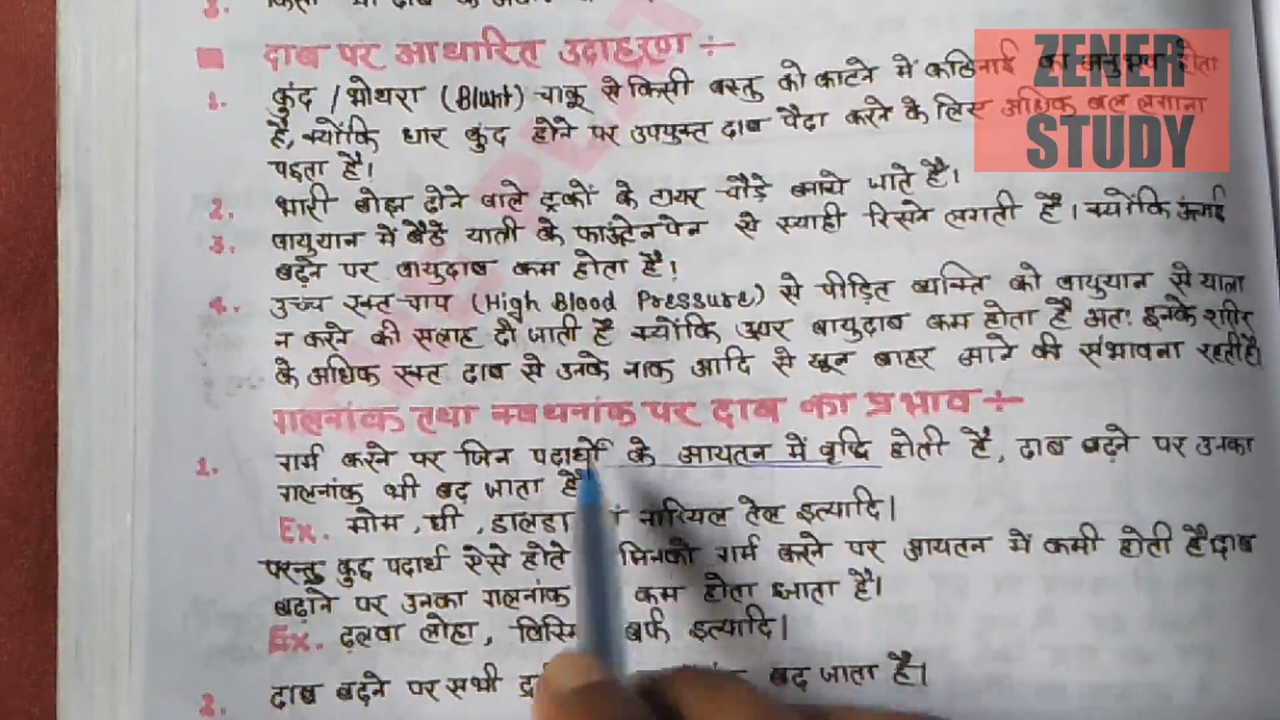 3.
■ दाब पर आधारित उदाहरण ÷
ZENER STUDY
1. कुंद / भोथरा (Blunt) चाकू से किसी वस्तु को काटने में कठिनाई का अनुभव होता
है, क्योंकि धार कुंद होने पर उपयुक्त दाब पैदा करने के लिए अधिक बल लगाना
पड़ता है।
2. भारी बोझ ढोने वाले ट्रकों के टायर चौड़े बनाये जाते है।
3. वायुयान में बैठे यात्री के फाउंटेनपेन से स्याही रिसने लगती है। क्योंकि ऊंचाई
बढ़ने पर वायुदाब कम होता है।
4. उच्च रक्त चाप (High Blood Pressure) से पीड़ित व्यक्ति को वायुयान से यात्रा
न करने की सलाह दी जाती है क्योंकि ऊपर वायुदाब कम होता है अतः इनके शरीर
के अधिक रक्त दाब से उनके नाक आदि से खून बाहर आने की संभावना रहती है।
गलनांक तथा क्वथनांक पर दाब का प्रभाव ÷
1. गर्म करने पर जिन पदार्थों के आयतन में वृद्धि होती है, दाब बढ़ने पर उनका
गलनांक भी बढ़ जाता है
Ex. मोम, घी, डालडा नारियल तेल इत्यादि।
परन्तु कुछ पदार्थ ऐसे होते जिनको गर्म करने पर आयतन में कमी होती है दाब
बढ़ाने पर उनका गलनांक कम होता जाता है।
Ex. ढ़लवा लोहा, बर्फ इत्यादि।
2. दाब बढ़ने पर सभी बढ़ जाता है।